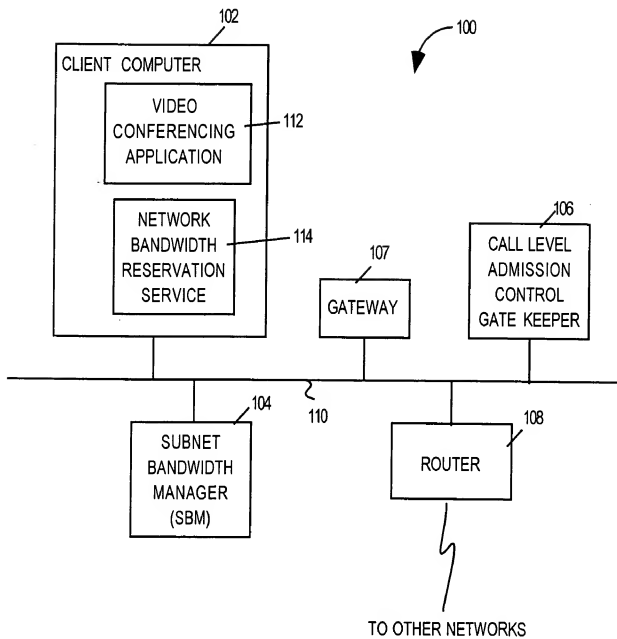 102
100
CLIENT COMPUTER
VIDEO
CONFERENCING
APPLICATION
112
NETWORK
BANDWIDTH
RESERVATION
SERVICE
114
107
GATEWAY
106
CALL LEVEL
ADMISSION
CONTROL
GATE KEEPER
110
104
SUBNET
BANDWIDTH
MANAGER
(SBM)
108
ROUTER
TO OTHER NETWORKS